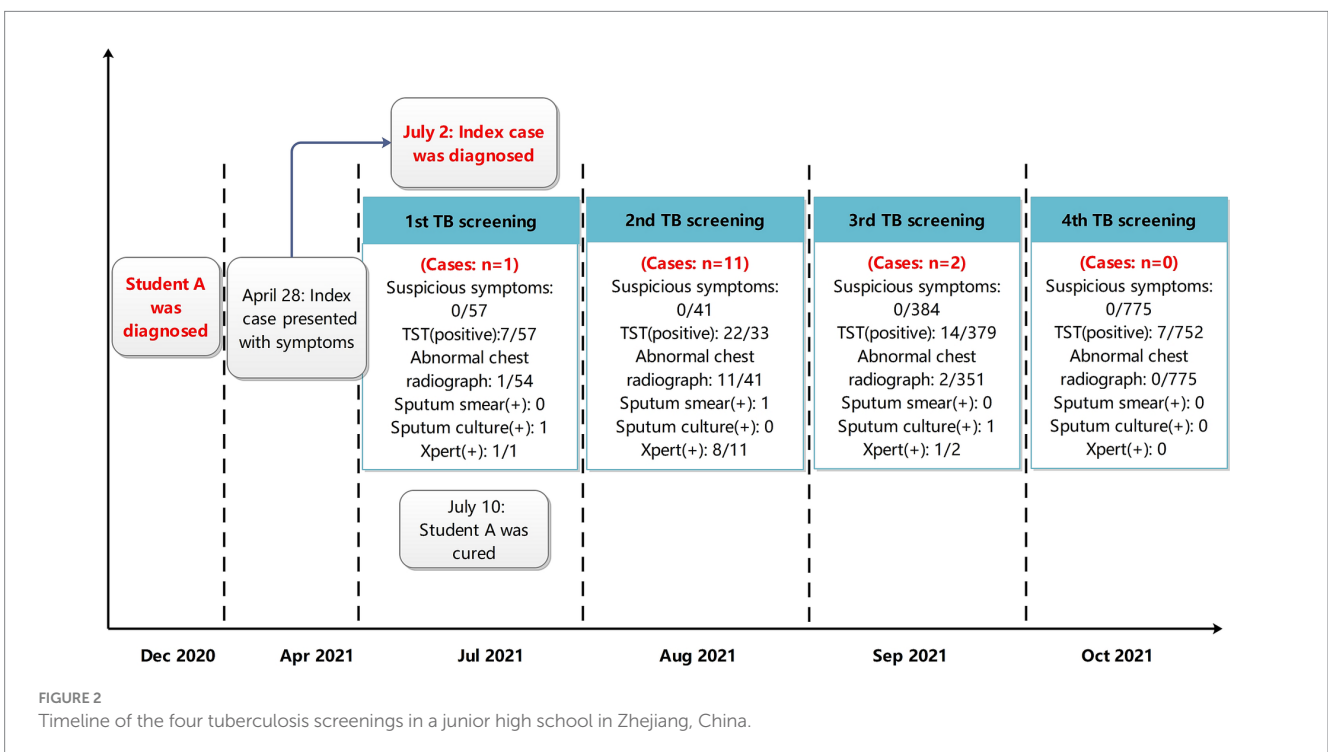 July 2: Index case
was diagnosed
Student A
was
diagnosed
April 28: Index
case presented
with symptoms
1st TB screening
(Cases: n=1)
Suspicious symptoms:
0/57
TST(positive):7/57
Abnormal chest
radiograph: 1/54
Sputum smear(+): 0
Sputum culture(+): 1
Xpert(+): 1/1
2nd TB screening
(Cases: n=11)
Suspicious symptoms:
0/41
TST(positive): 22/33
Abnormal chest
radiograph: 11/41
Sputum smear(+): 1
Sputum culture(+): 0
Xpert(+): 8/11
3rd TB screening
(Cases: n=2)
Suspicious symptoms:
0/384
TST(positive): 14/379
Abnormal chest
radiograph: 2/351
Sputum smear(+): 0
Sputum culture(+): 1
Xpert(+): 1/2
4th TB screening
(Cases: n=0)
Suspicious symptoms:
0/775
TST(positive): 7/752
Abnormal chest
radiograph: 0/775
Sputum smear(+): 0
Sputum culture(+): 0
Xpert(+): 0
July 10:
Student A was
cured
Dec 2020 Apr 2021 Jul 2021 Aug 2021 Sep 2021 Oct 2021
FIGURE 2
Timeline of the four tuberculosis screenings in a junior high school in Zhejiang, China.